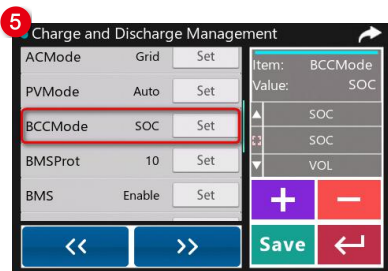 5
Charge and Discharge Management
ACMode Grid Set
PVMode Auto Set
BCCMode SOC Set
BMSProt 10 Set
BMS Enable Set
<< >>
Item: BCCMode
Value: SOC
SOC
SOC
VOL
+ −
Save